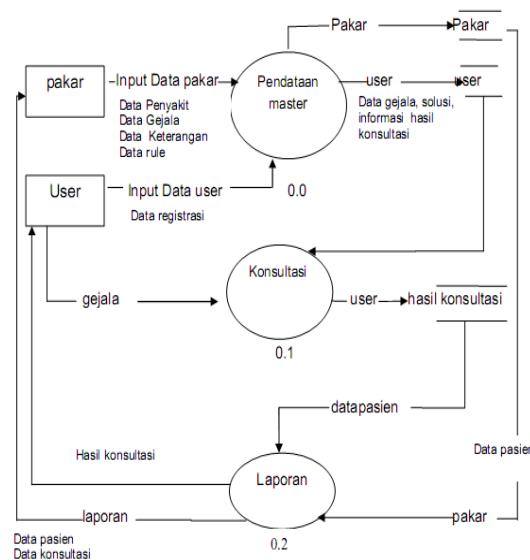 Pakar
Pakar
pakar
Input Data pakar
Data Penyakit
Data Gejala
Data Keterangan
Data rule
Pendataan
master
user
user
Data gejala, solusi,
informasi hasil
konsultasi
User
Input Data user
Data registrasi
0.0
Konsultasi
gejala
user
hasil konsultasi
0.1
datapasien
Hasil konsultasi
Data pasien
Laporan
laporan
pakar
0.2
Data pasien
Data konsultasi